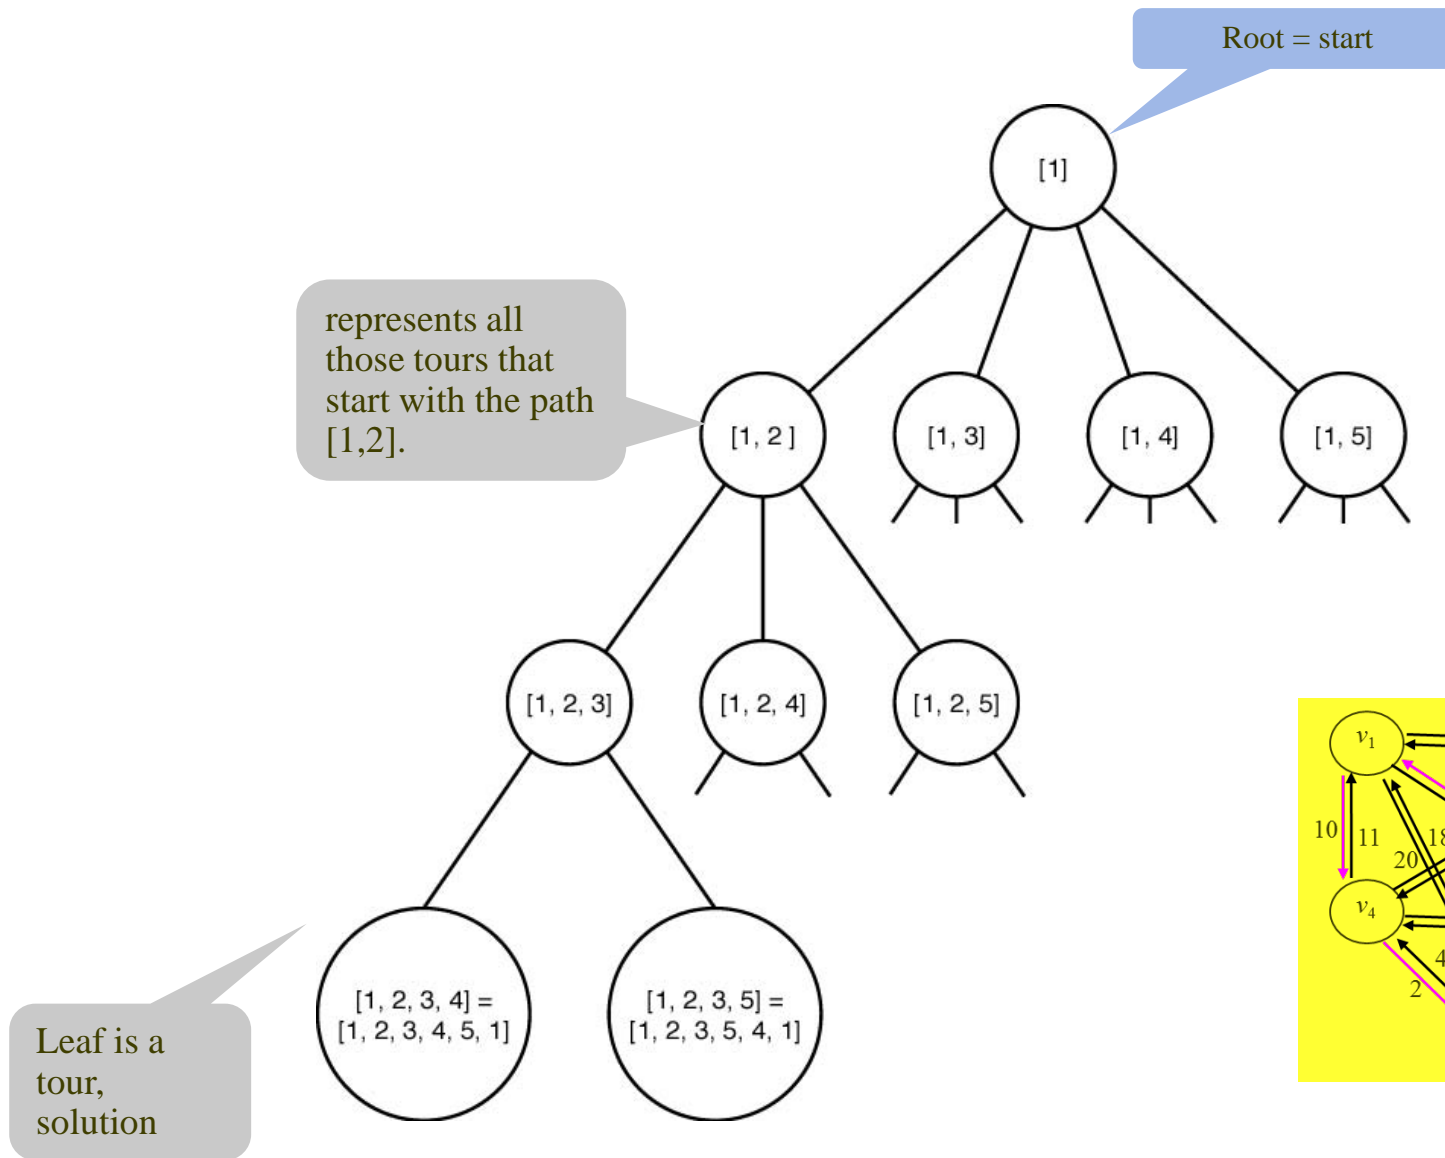 Root = start
[1]
represents all
those tours that
start with the path
[1,2].
[1, 2 ]
[1, 3]
[1, 4]
[1, 5]
[1, 2, 3]
[1, 2, 4]
[1, 2, 5]
[1, 2, 3, 4] =
[1, 2, 3, 4, 5, 1]
[1, 2, 3, 5] =
[1, 2, 3, 5, 4, 1]
Leaf is a
tour,
solution
v1
10
11
20
18
v4
4
2